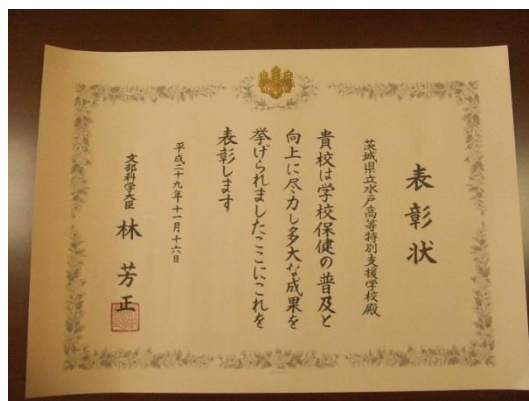 表彰状
茨城県立水戸高等特別支援学校殿
貴校は学校保健の普及と
向上に尽力し多大な成果を
挙げられましたここにこれを
表彰します
平成二十九年十一月十六日
文部科学大臣 林芳正